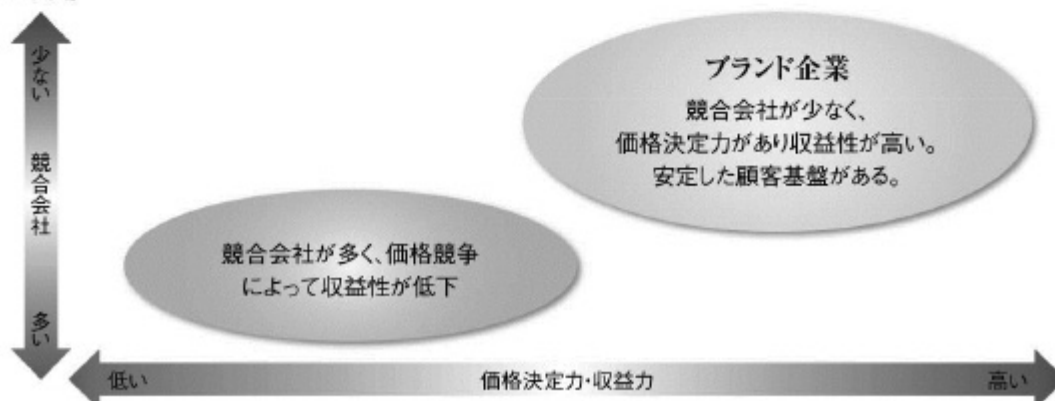 少ない
競合会社
多い
ブランド企業
競合会社が少なく、
価格決定力があり収益性が高い。
安定した顧客基盤がある。
競合会社が多く、価格競争
によって収益性が低下
低い
価格決定力・収益力
高い